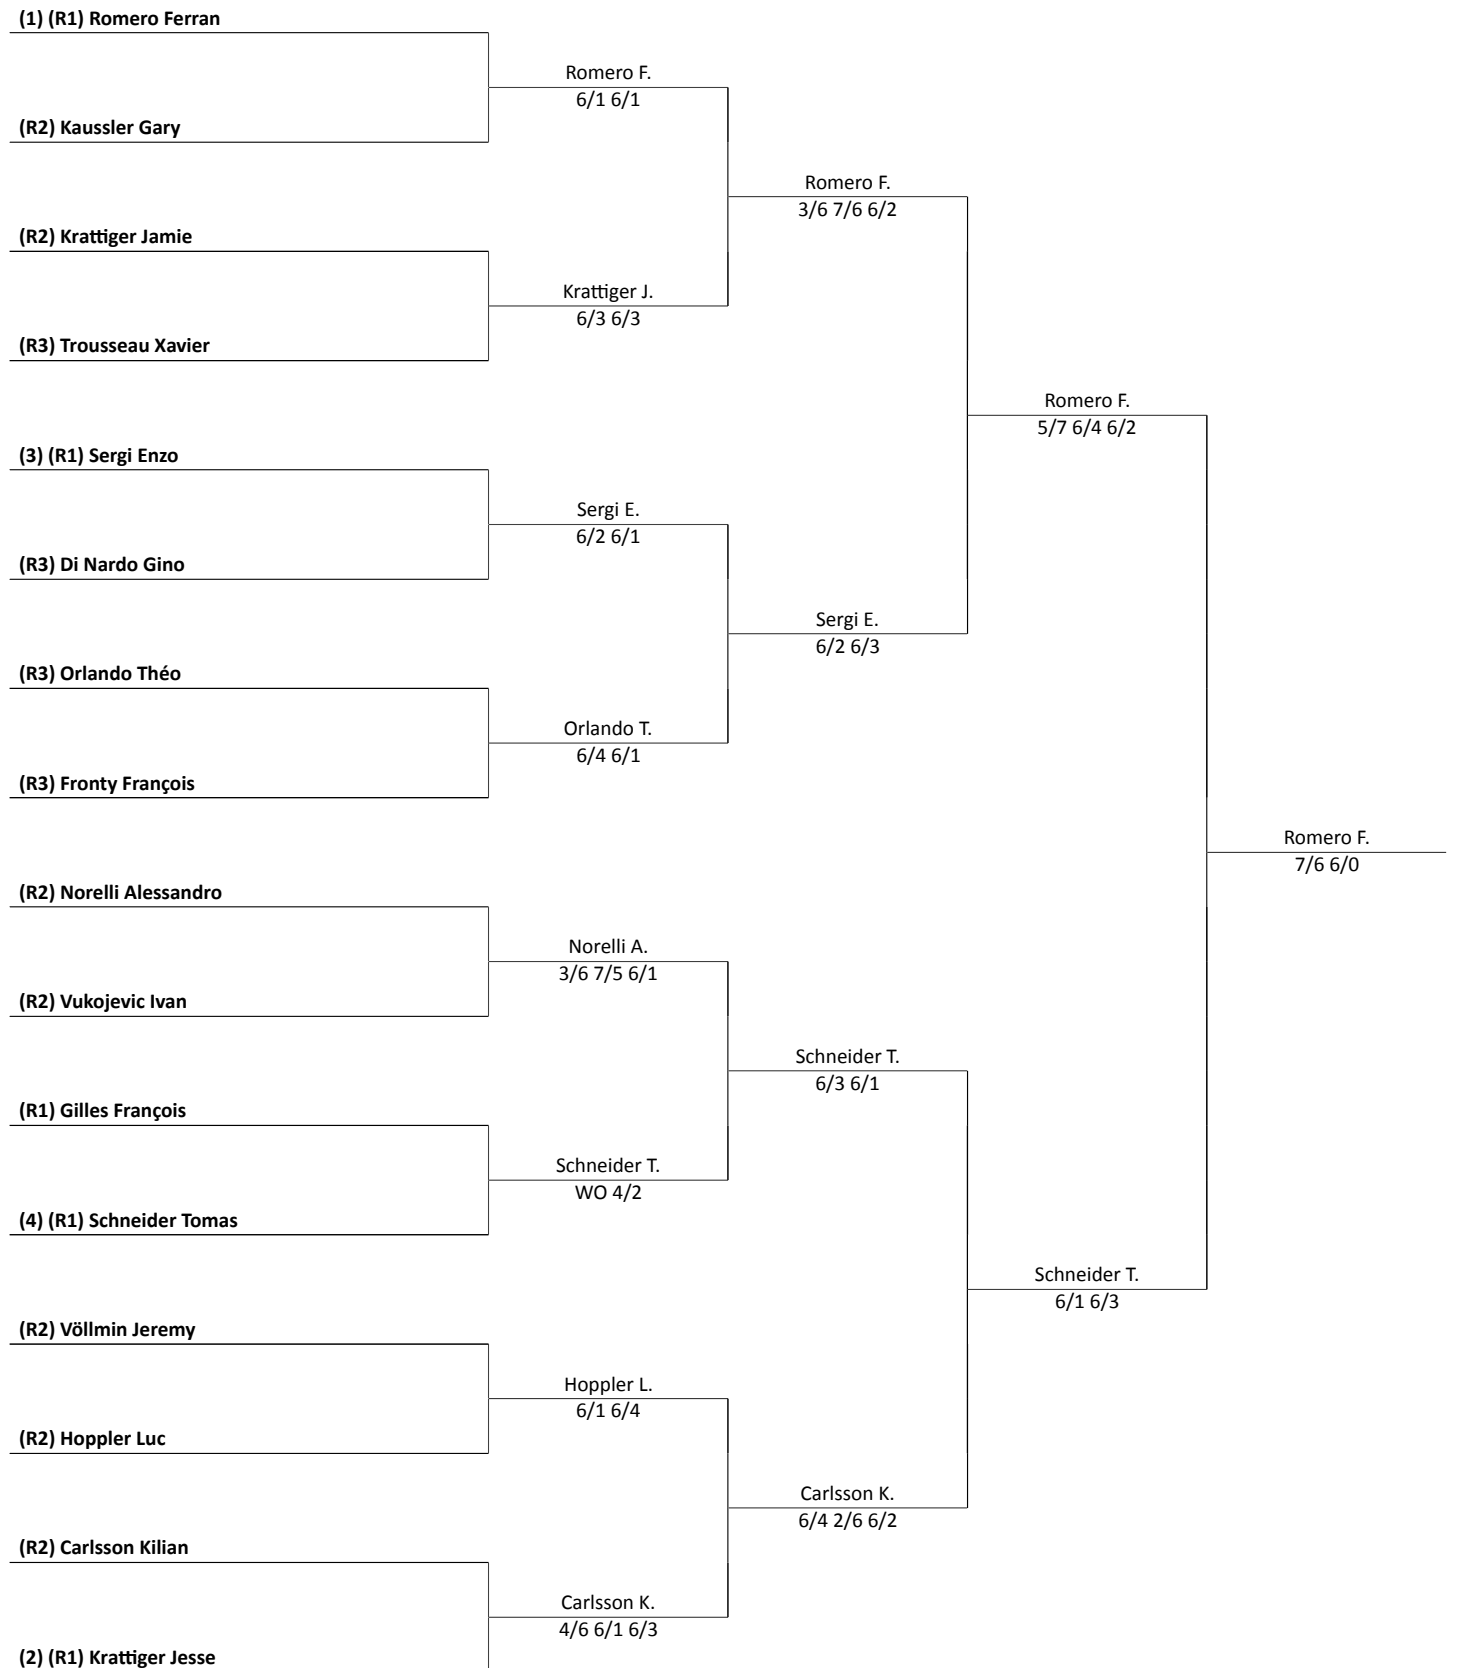 (1) (R1) Romero Ferran
Romero F.
6/1 6/1
(R2) Kaussler Gary
Romero F.
3/6 7/6 6/2
(R2) Krattiger Jamie
Krattiger J.
6/3 6/3
(R3) Trousseau Xavier
Romero F.
5/7 6/4 6/2
(3) (R1) Sergi Enzo
Sergi E.
6/2 6/1
(R3) Di Nardo Gino
Sergi E.
6/2 6/3
(R3) Orlando Théo
Orlando T.
6/4 6/1
(R3) Fronty François
Romero F.
7/6 6/0
(R2) Norelli Alessandro
Norelli A.
3/6 7/5 6/1
(R2) Vukojevic Ivan
Schneider T.
6/3 6/1
(R1) Gilles François
Schneider T.
WO 4/2
(4) (R1) Schneider Tomas
Schneider T.
6/1 6/3
(R2) Völlmin Jeremy
Hoppler L.
6/1 6/4
(R2) Hoppler Luc
Carlsson K.
6/4 2/6 6/2
(R2) Carlsson Kilian
Carlsson K.
4/6 6/1 6/3
(2) (R1) Krattiger Jesse